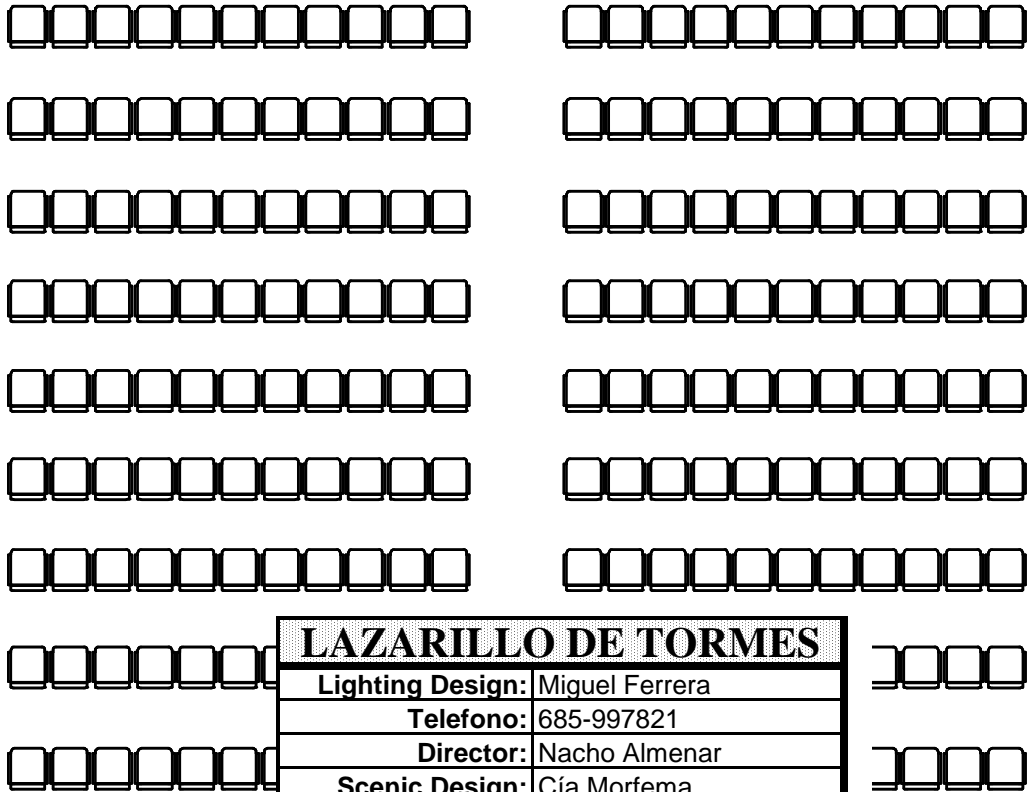 LAZARILLO DE TORMES
Lighting Design: Miguel Ferrera
Telefono: 685-997821
Director: Nacho Almenar
Scenic Design: Cía Morfema